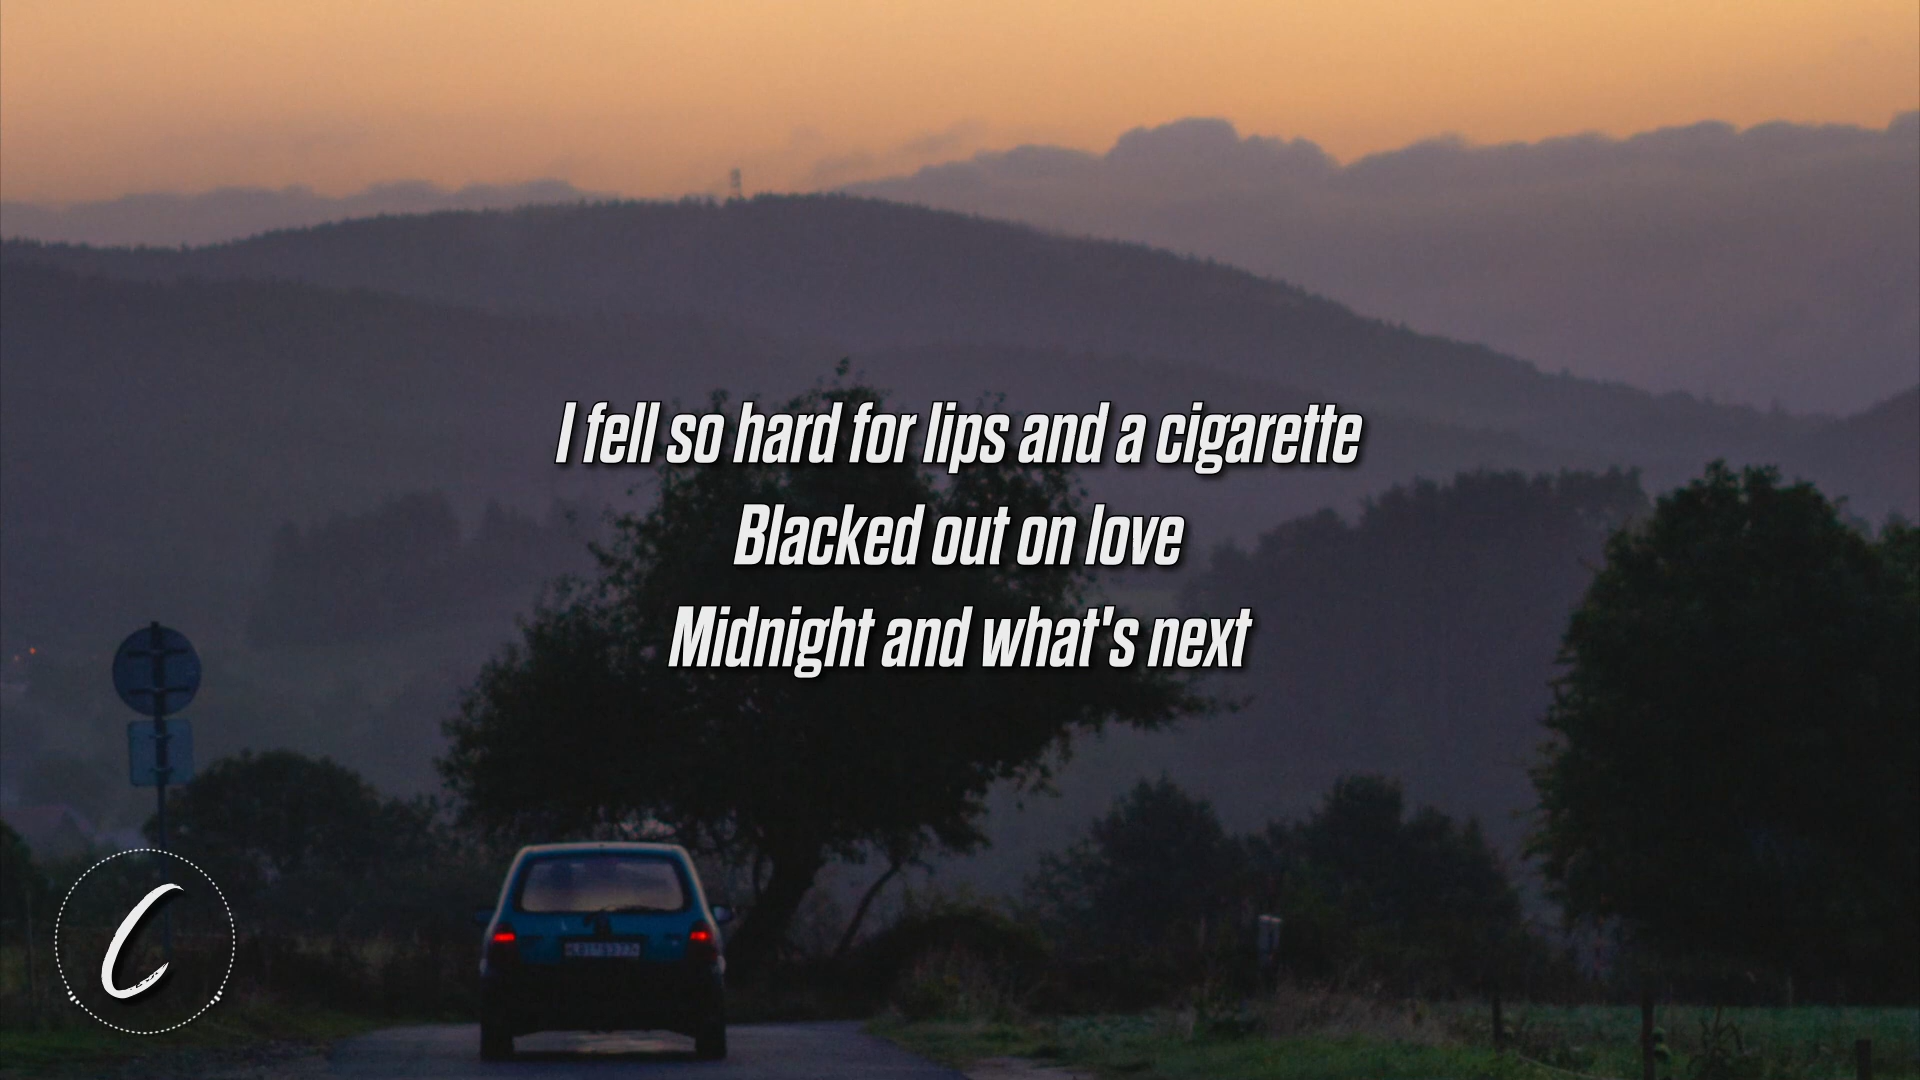 I fell so hard for lips and a cigarette
Blacked out on love
Midnight and what's next
C